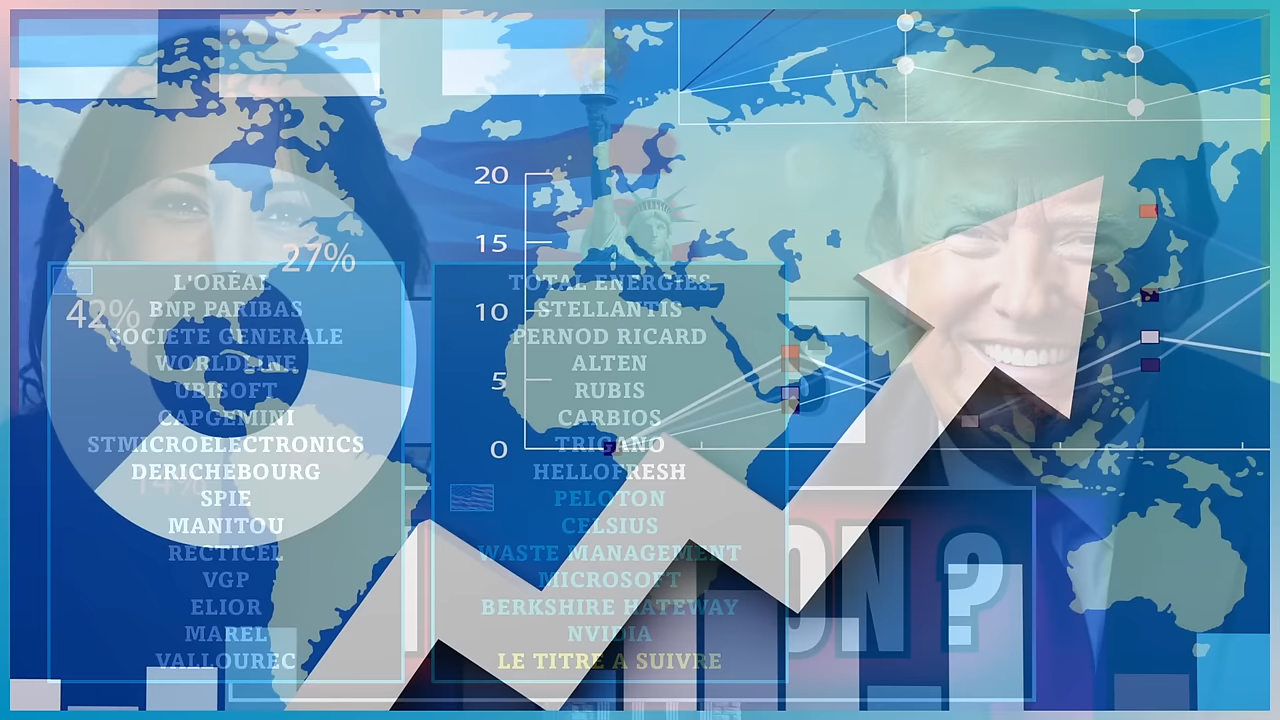 27%
42%
14%
20
15
10
5
0
L'ORÉAL
BNP PARIBAS
SOCIETE GENERALE
WORLDLINE
UBISOFT
CAPGEMINI
STMICROELECTRONICS
DERICHEBOURG
SPIE
MANITOU
RECTICEL
VGP
ELIOR
MAREL
VALLOUREC
TOTAL ENERGIES
STELLANTIS
PERNOD RICARD
ALTEN
RUBIS
CARBIOS
TRIGANO
HELLOFRESH
PELOTON
CELSIUS
WASTE MANAGEMENT
MICROSOFT
BERKSHIRE HATEWAY
NVIDIA
LE TITRE A SUIVRE
ON ?